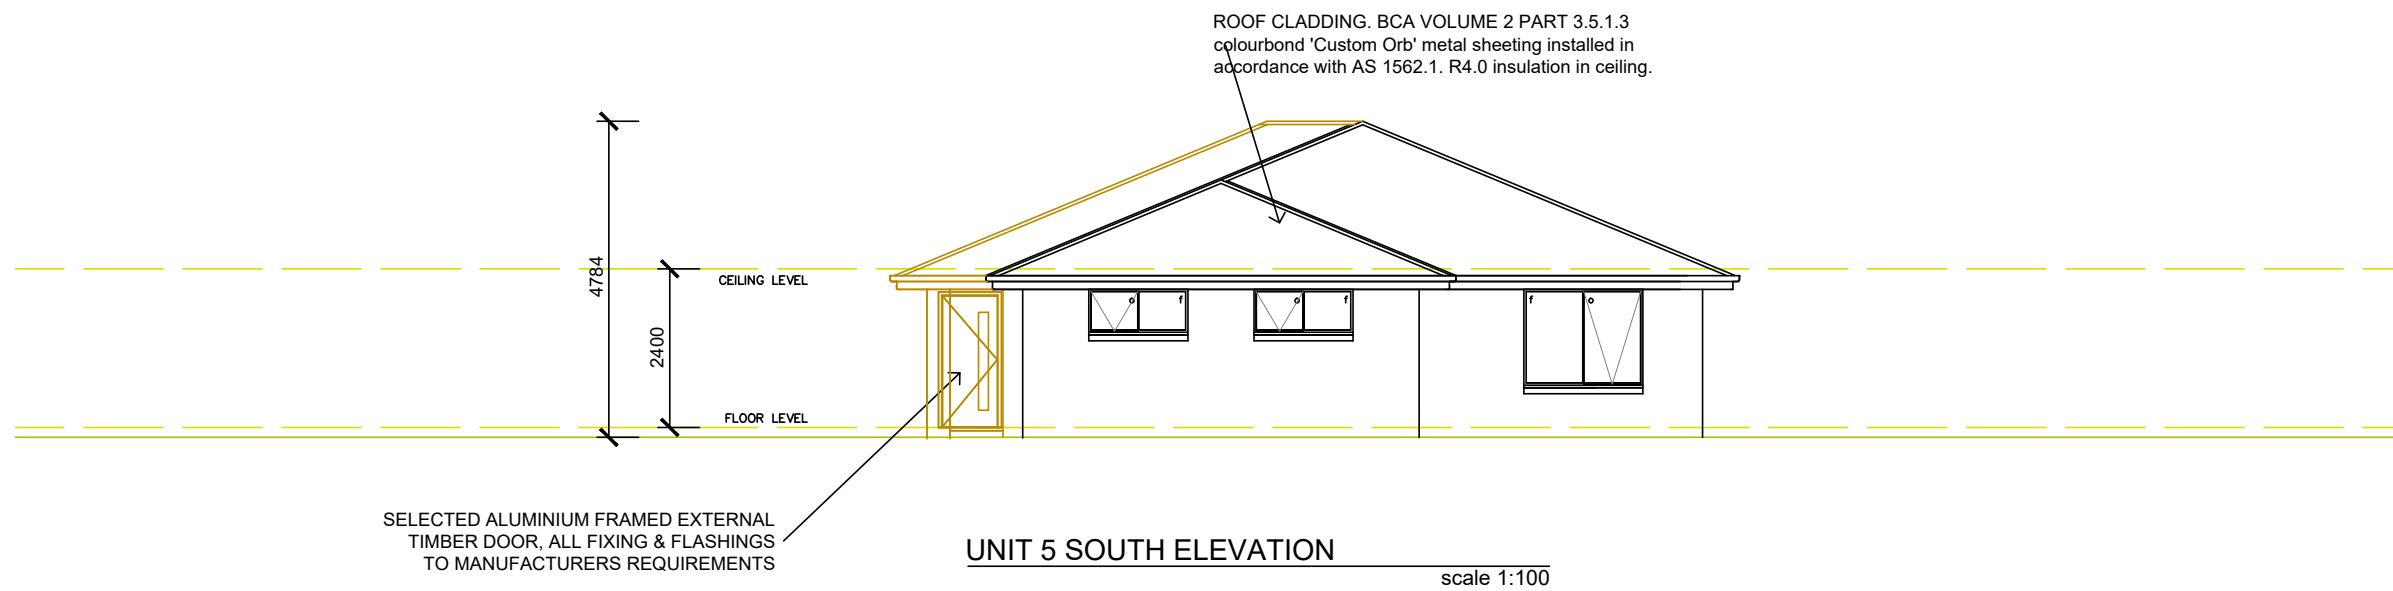 ROOF CLADDING. BCA VOLUME 2 PART 3.5.1.3
colourbond 'Custom Orb' metal sheeting installed in
accordance with AS 1562.1. R4.0 insulation in ceiling.
4784
CEILING LEVEL
2400
FLOOR LEVEL
o
f
o
f
f
o
SELECTED ALUMINIUM FRAMED EXTERNAL
TIMBER DOOR, ALL FIXING & FLASHINGS
TO MANUFACTURERS REQUIREMENTS
UNIT 5 SOUTH ELEVATION
scale 1:100